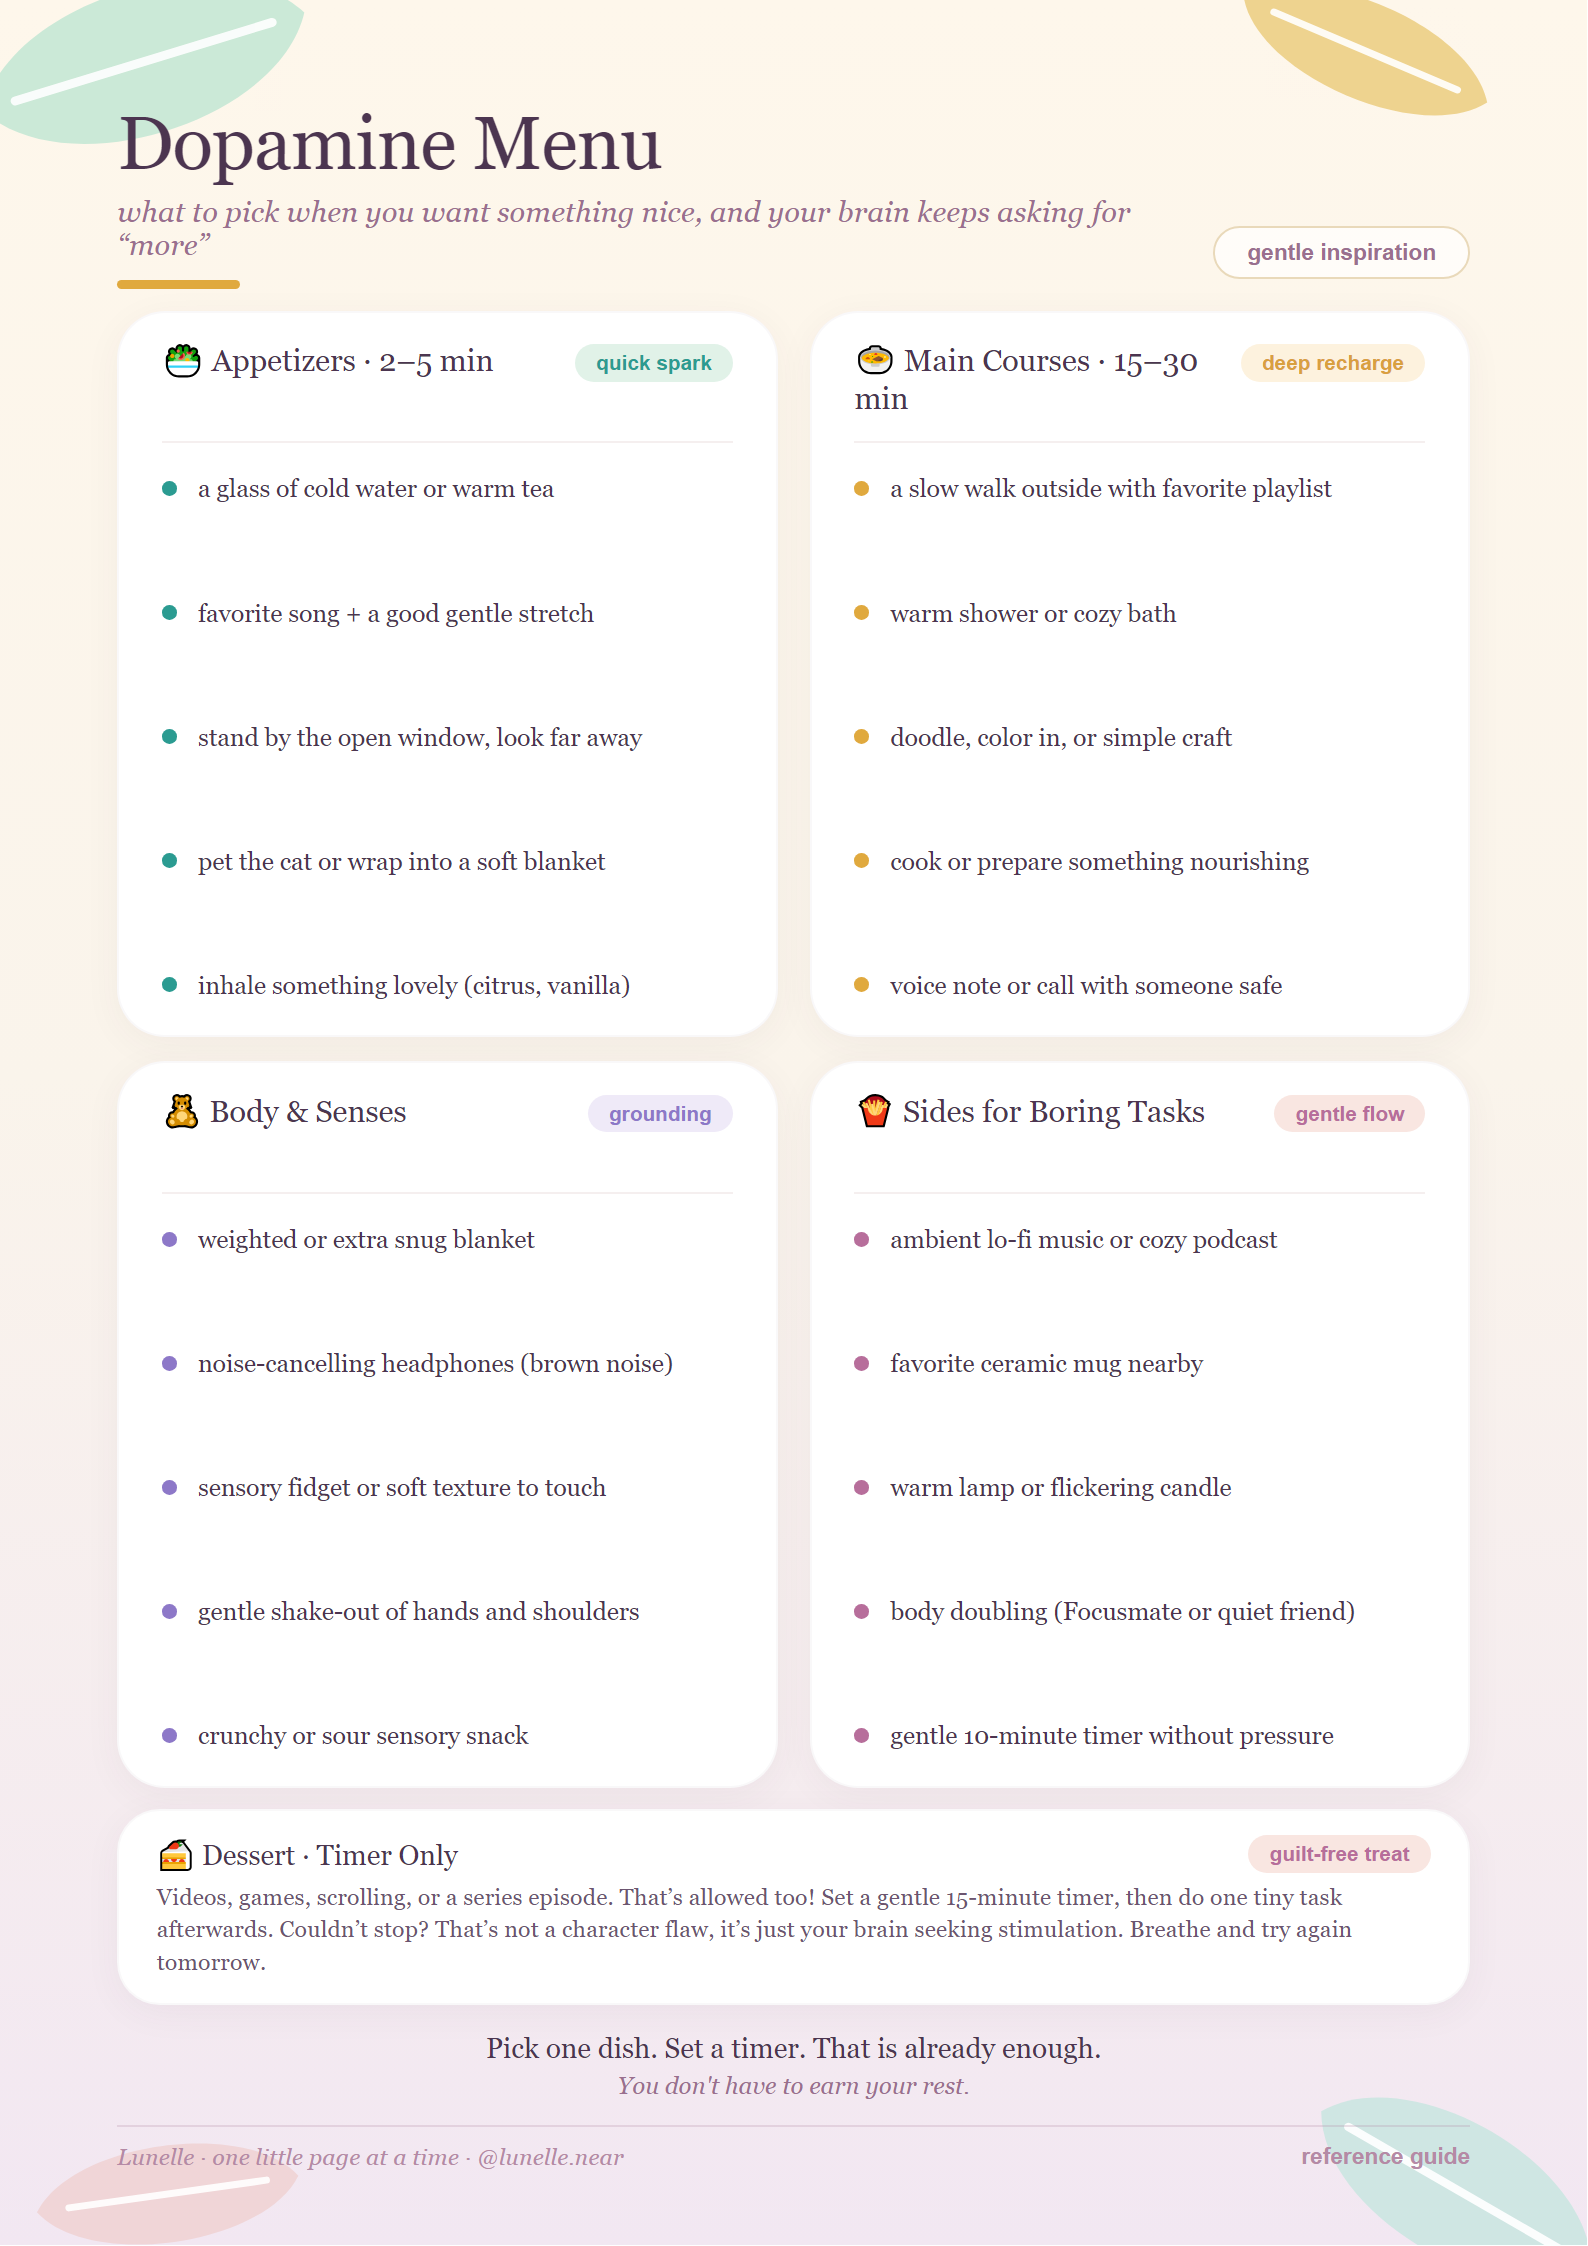 Dopamine Menu
what to pick when you want something nice, and your brain keeps asking for
“more”
gentle inspiration
Appetizers · 2–5 min
quick spark
a glass of cold water or warm tea
favorite song + a good gentle stretch
stand by the open window, look far away
pet the cat or wrap into a soft blanket
inhale something lovely (citrus, vanilla)
Main Courses · 15–30
min
deep recharge
a slow walk outside with favorite playlist
warm shower or cozy bath
doodle, color in, or simple craft
cook or prepare something nourishing
voice note or call with someone safe
Body & Senses
grounding
weighted or extra snug blanket
noise-cancelling headphones (brown noise)
sensory fidget or soft texture to touch
gentle shake-out of hands and shoulders
crunchy or sour sensory snack
Sides for Boring Tasks
gentle flow
ambient lo-fi music or cozy podcast
favorite ceramic mug nearby
warm lamp or flickering candle
body doubling (Focusmate or quiet friend)
gentle 10-minute timer without pressure
Dessert · Timer Only
guilt-free treat
Videos, games, scrolling, or a series episode. That’s allowed too! Set a gentle 15-minute timer, then do one tiny task
afterwards. Couldn’t stop? That’s not a character flaw, it’s just your brain seeking stimulation. Breathe and try again
tomorrow.
Pick one dish. Set a timer. That is already enough.
You don't have to earn your rest.
Lunelle · one little page at a time · @lunelle.near
reference guide